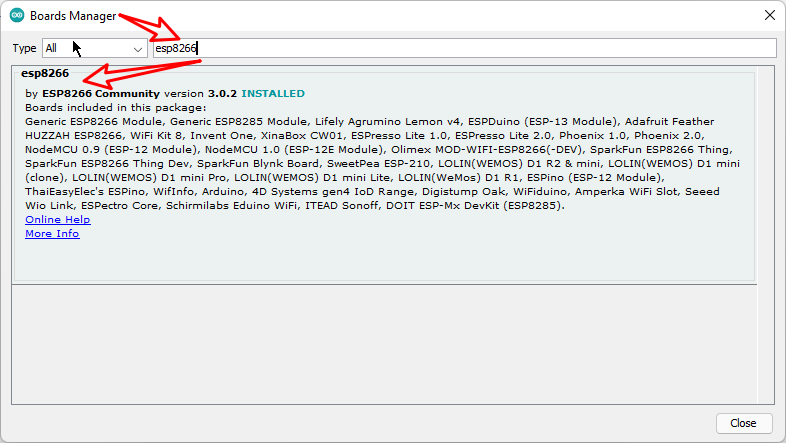 Boards Manager
Type All esp8266
esp8266
by ESP8266 Community version 3.0.2 INSTALLED
Boards included in this package:
Generic ESP8266 Module, Generic ESP8285 Module, Lifely Agrumino Lemon v4, ESPDuino (ESP-13 Module), Adafruit Feather
HUZZAH ESP8266, WiFi Kit 8, Invent One, XinaBox CW01, ESPresso Lite 1.0, ESPresso Lite 2.0, Phoenix 1.0, Phoenix 2.0,
NodeMCU 0.9 (ESP-12 Module), NodeMCU 1.0 (ESP-12E Module), Olimex MOD-WIFI-ESP8266(-DEV), SparkFun ESP8266 Thing,
SparkFun ESP8266 Thing Dev, SparkFun Blynk Board, SweetPea ESP-210, LOLIN(WEMOS) D1 R2 & mini, LOLIN(WEMOS) D1 mini
(clone), LOLIN(WEMOS) D1 mini Pro, LOLIN(WEMOS) D1 mini Lite, LOLIN(WeMos) D1 R1, ESPino (ESP-12 Module),
ThaiEasyElec's ESPino, WifInfo, Arduino, 4D Systems gen4 IoD Range, Digistump Oak, WiFiduino, Amperka WiFi Slot, Seeed
Wio Link, ESPectro Core, Schirmilabs Eduino WiFi, ITEAD Sonoff, DOIT ESP-Mx DevKit (ESP8285).
Online Help
More Info
Close